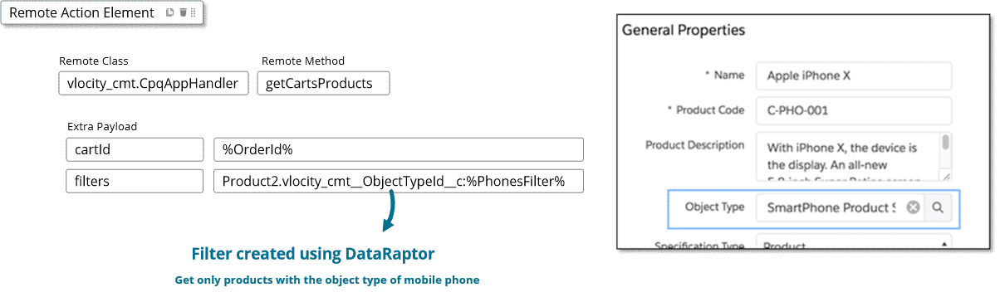 Remote Action Element
Remote Class
Remote Method
vlocity_cmt.CpqAppHandler
getCartsProducts
Extra Payload
cartId
%OrderId%
filters
Product2.vlocity_cmt__ObjectTypeId__c:%PhonesFilter%
Filter created using DataRaptor
Get only products with the object type of mobile phone
General Properties
* Name
Apple iPhone X
* Product Code
C-PHO-001
Product Description
With iPhone X, the device is
the display. An all-new
Object Type
SmartPhone Product S
Specification Type
Product